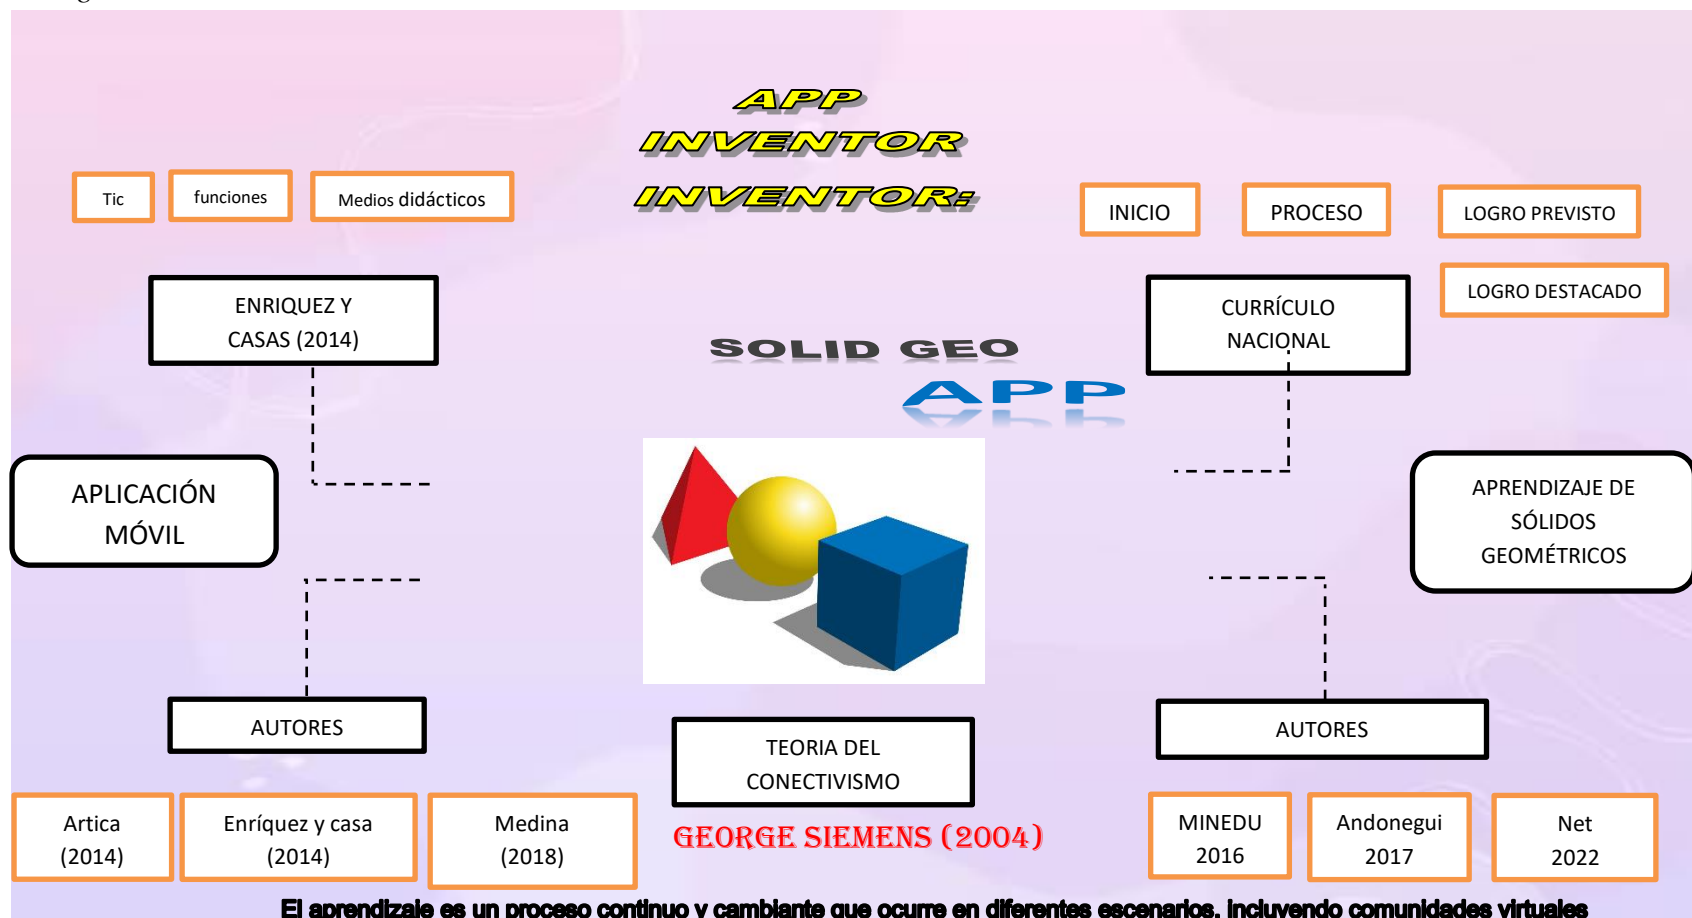 APP
INVENTOR
INVENTOR:
Tic
funciones
Medios didácticos
INICIO
PROCESO
LOGRO PREVISTO
LOGRO DESTACADO
ENRIQUEZ Y
CASAS (2014)
CURRÍCULO
NACIONAL
SOLID GEO
APP
APLICACIÓN
MÓVIL
APRENDIZAJE DE
SÓLIDOS
GEOMÉTRICOS
AUTORES
TEORIA DEL
CONECTIVISMO
AUTORES
GEORGE SIEMENS (2004)
Artica
(2014)
Enríquez y casa
(2014)
Medina
(2018)
MINEDU
2016
Andonegui
2017
Net
2022
El aprendizaje es un proceso continuo y cambiante que ocurre en diferentes escenarios, incluyendo comunidades virtuales